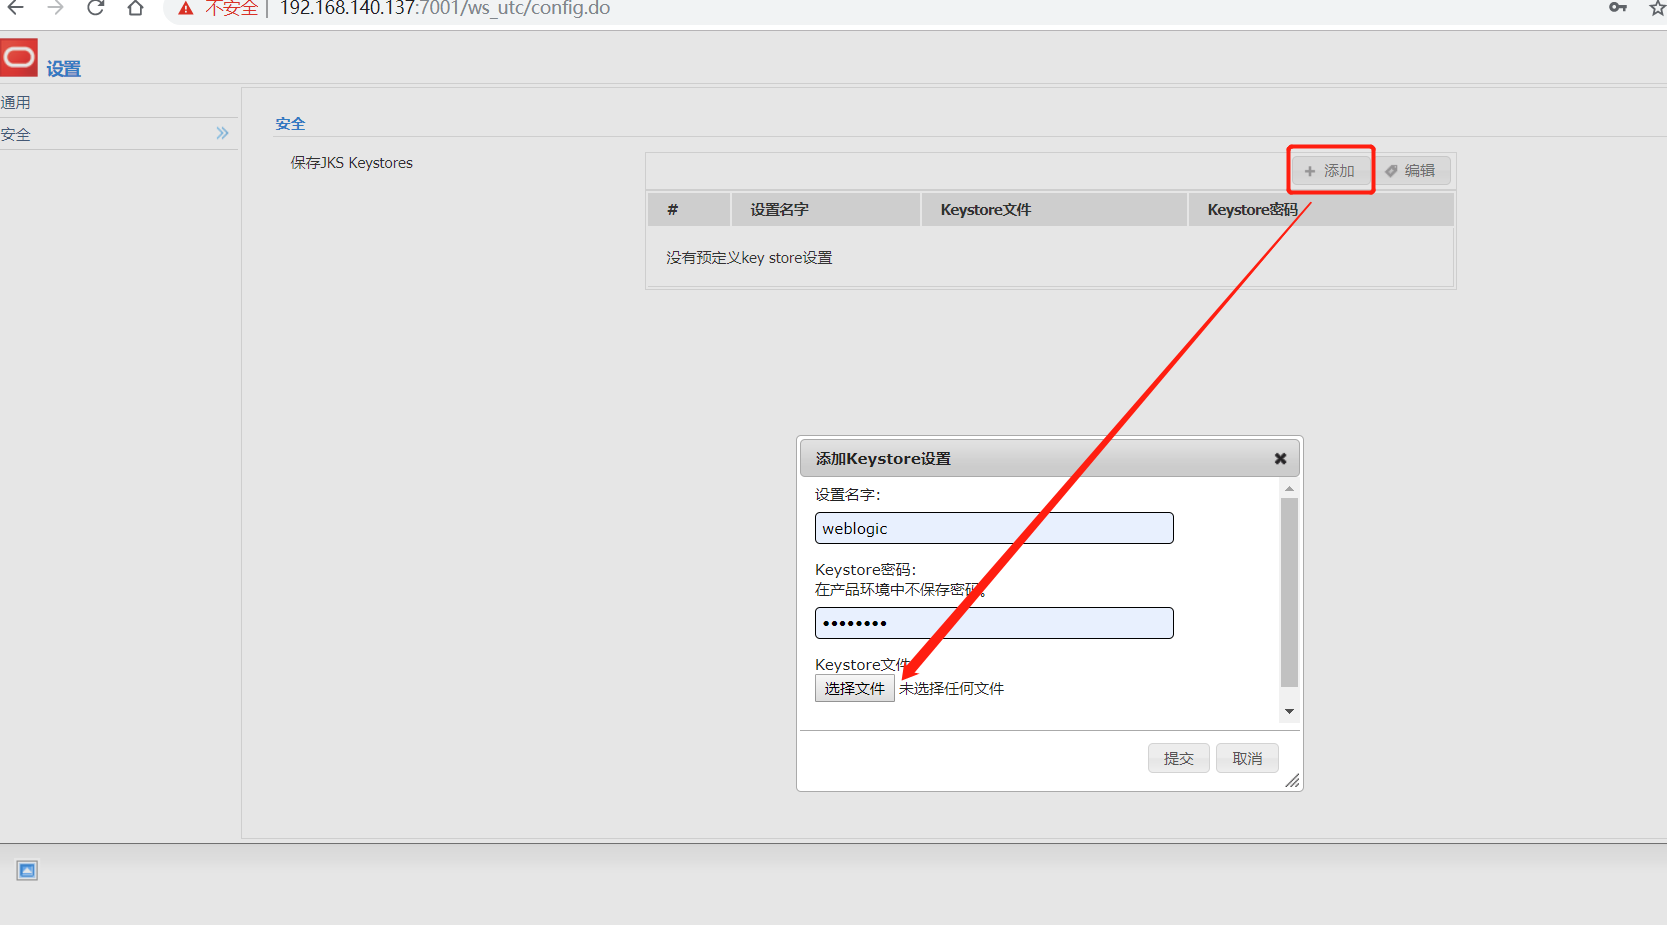 不安全 | 192.168.140.137:7001/ws_utc/config.do
设置
通用
安全
安全
保存JKS Keystores
+ 添加
编辑
# 设置名字 Keystore文件 Keystore密码
没有预定义key store设置
添加Keystore设置
设置名字:
weblogic
Keystore密码:
在产品环境中不保存密码。
••••••••
Keystore文件
选择文件 未选择任何文件
提交 取消